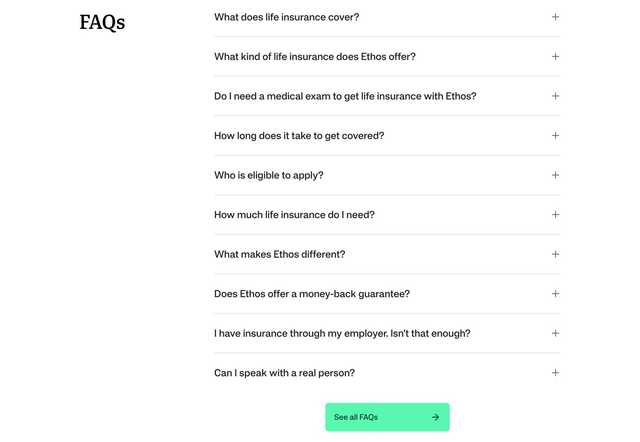 FAQs
What does life insurance cover?
What kind of life insurance does Ethos offer?
Do I need a medical exam to get life insurance with Ethos?
How long does it take to get covered?
Who is eligible to apply?
How much life insurance do I need?
What makes Ethos different?
Does Ethos offer a money-back guarantee?
I have insurance through my employer. Isn't that enough?
Can I speak with a real person?
See all FAQs